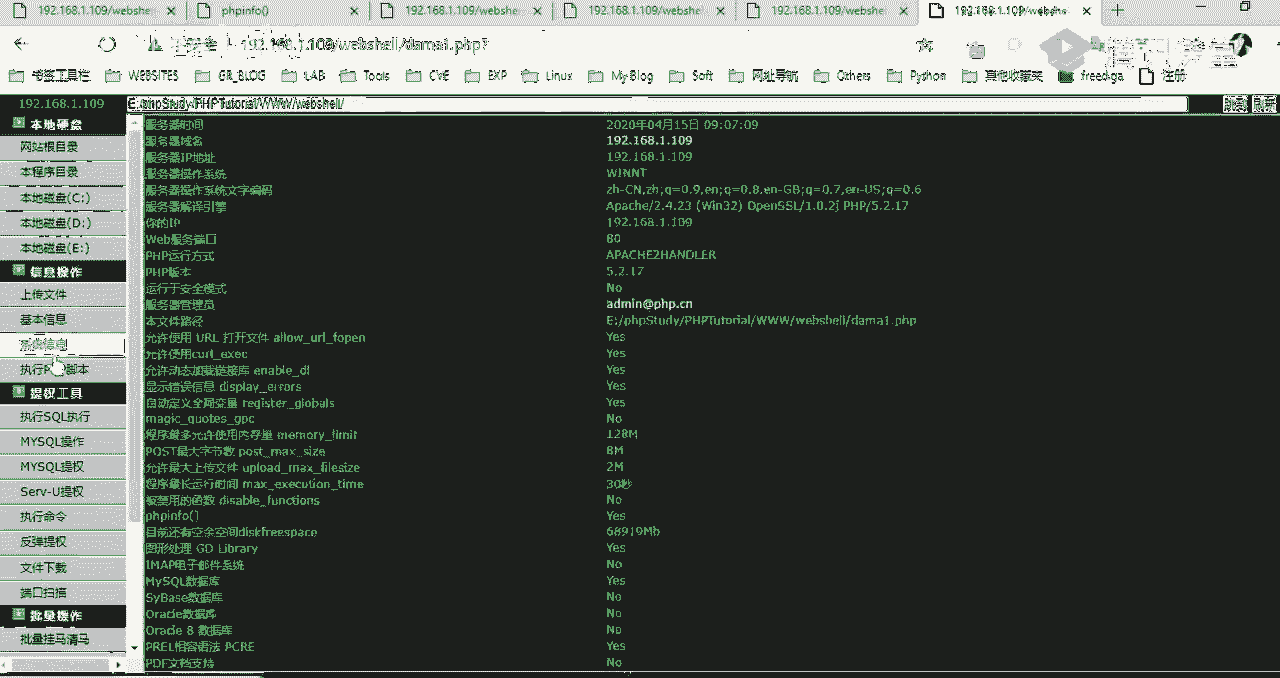 192.168.1.109/webshe
phpinfo()
192.168.1.109/webshe
192.168.1.109/webshe
192.168.1.109/webshe
192.168.1.109/webshe
192.168.1.109/webshell/dama1.php?
WEBSITES GR_BLOG LAB Tools CVE EXP Linux My Blog Soft 网址导航 Others Python 其他收藏夹 freed.ga 注册
192.168.1.109
E:/phpStudy/PHPTutorial/WWW/webshell/
本地硬盘
网站根目录
本程序目录
本地磁盘(C:)
本地磁盘(D:)
本地磁盘(E:)
信息操作
上传文件
基本信息
系统信息
执行PHP脚本
提权工具
执行SQL执行
MYSQL操作
MYSQL提权
Serv-U提权
执行命令
反弹提权
文件下载
端口扫描
批量操作
批量挂马清马
服务器时间 2020年04月15日 09:07:09
服务器域名 192.168.1.109
服务器IP地址 192.168.1.109
服务器操作系统 WINNT
服务器操作系统文字编码 zh-CN,zh;q=0.9,en;q=0.8,en-GB;q=0.7,en-US;q=0.6
服务器解译引擎 Apache/2.4.23 (Win32) OpenSSL/1.0.2j PHP/5.2.17
你的IP 192.168.1.109
Web服务端口 80
PHP运行方式 APACHE2HANDLER
PHP版本 5.2.17
运行于安全模式 No
服务器管理员 admin@php.cn
本文件路径 E:/phpStudy/PHPTutorial/WWW/webshell/dama1.php
允许使用 URL 打开文件 allow_url_fopen Yes
允许使用curl_exec Yes
允许动态加载链接库 enable_dl Yes
显示错误信息 display_errors Yes
自动定义全局变量 register_globals Yes
magic_quotes_gpc No
程序最多允许使用内存量 memory_limit 128M
POST最大字节数 post_max_size 8M
允许最大上传文件 upload_max_filesize 2M
程序最长运行时间 max_execution_time 30秒
被禁用的函数 disable_functions No
phpinfo() Yes
目前还有空余空间diskfreespace 68919Mb
图形处理 GD Library Yes
IMAP电子邮件系统 No
MySQL数据库 Yes
SyBase数据库 No
Oracle数据库 No
Oracle 8 数据库 No
PREL相容语法 PCRE Yes
PDF文档支持 No